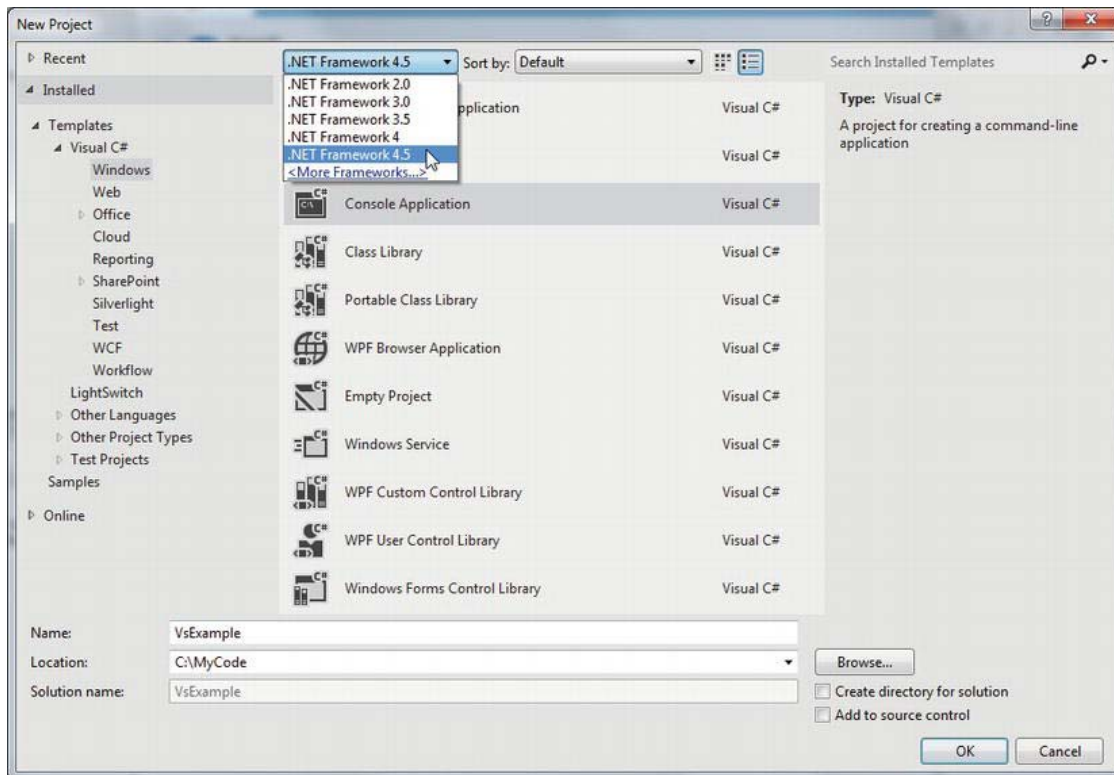 New Project
Recent
Installed
Templates
Visual C#
Windows
Web
Office
Cloud
Reporting
SharePoint
Silverlight
Test
WCF
Workflow
LightSwitch
Other Languages
Other Project Types
Test Projects
Samples
Online
.NET Framework 4.5
Sort by: Default
.NET Framework 2.0
.NET Framework 3.0
.NET Framework 3.5
.NET Framework 4
.NET Framework 4.5
<More Frameworks...>
pplication Visual C#
Visual C#
Console Application Visual C#
Class Library Visual C#
Portable Class Library Visual C#
WPF Browser Application Visual C#
Empty Project Visual C#
Windows Service Visual C#
WPF Custom Control Library Visual C#
WPF User Control Library Visual C#
Windows Forms Control Library Visual C#
Search Installed Templates
Type: Visual C#
A project for creating a command-line
application
Name: VsExample
Location: C:\MyCode
Browse...
Solution name: VsExample
Create directory for solution
Add to source control
OK Cancel